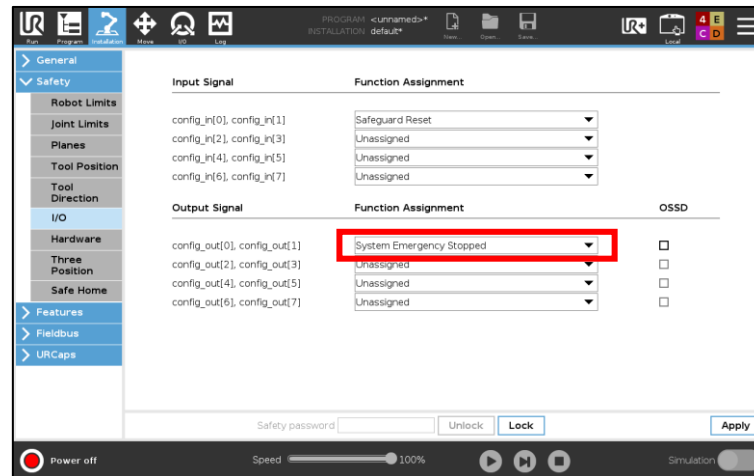 UR
UR+
4 E
PROGRAM <unnamed>*
INSTALLATION default*
C D
Run Program Installation Move I/O Log New... Open... Save... Local
General
Safety
Robot Limits
Joint Limits
Planes
Tool Position
Tool
Direction
I/O
Hardware
Three
Position
Safe Home
Features
Fieldbus
URCaps
Input Signal Function Assignment
config_in[0], config_in[1] Safeguard Reset
config_in[2], config_in[3] Unassigned
config_in[4], config_in[5] Unassigned
config_in[6], config_in[7] Unassigned
Output Signal Function Assignment OSSD
config_out[0], config_out[1] System Emergency Stopped
config_out[2], config_out[3] Unassigned
config_out[4], config_out[5] Unassigned
config_out[6], config_out[7] Unassigned
Safety password Unlock Lock Apply
Power off Speed 100% Simulation